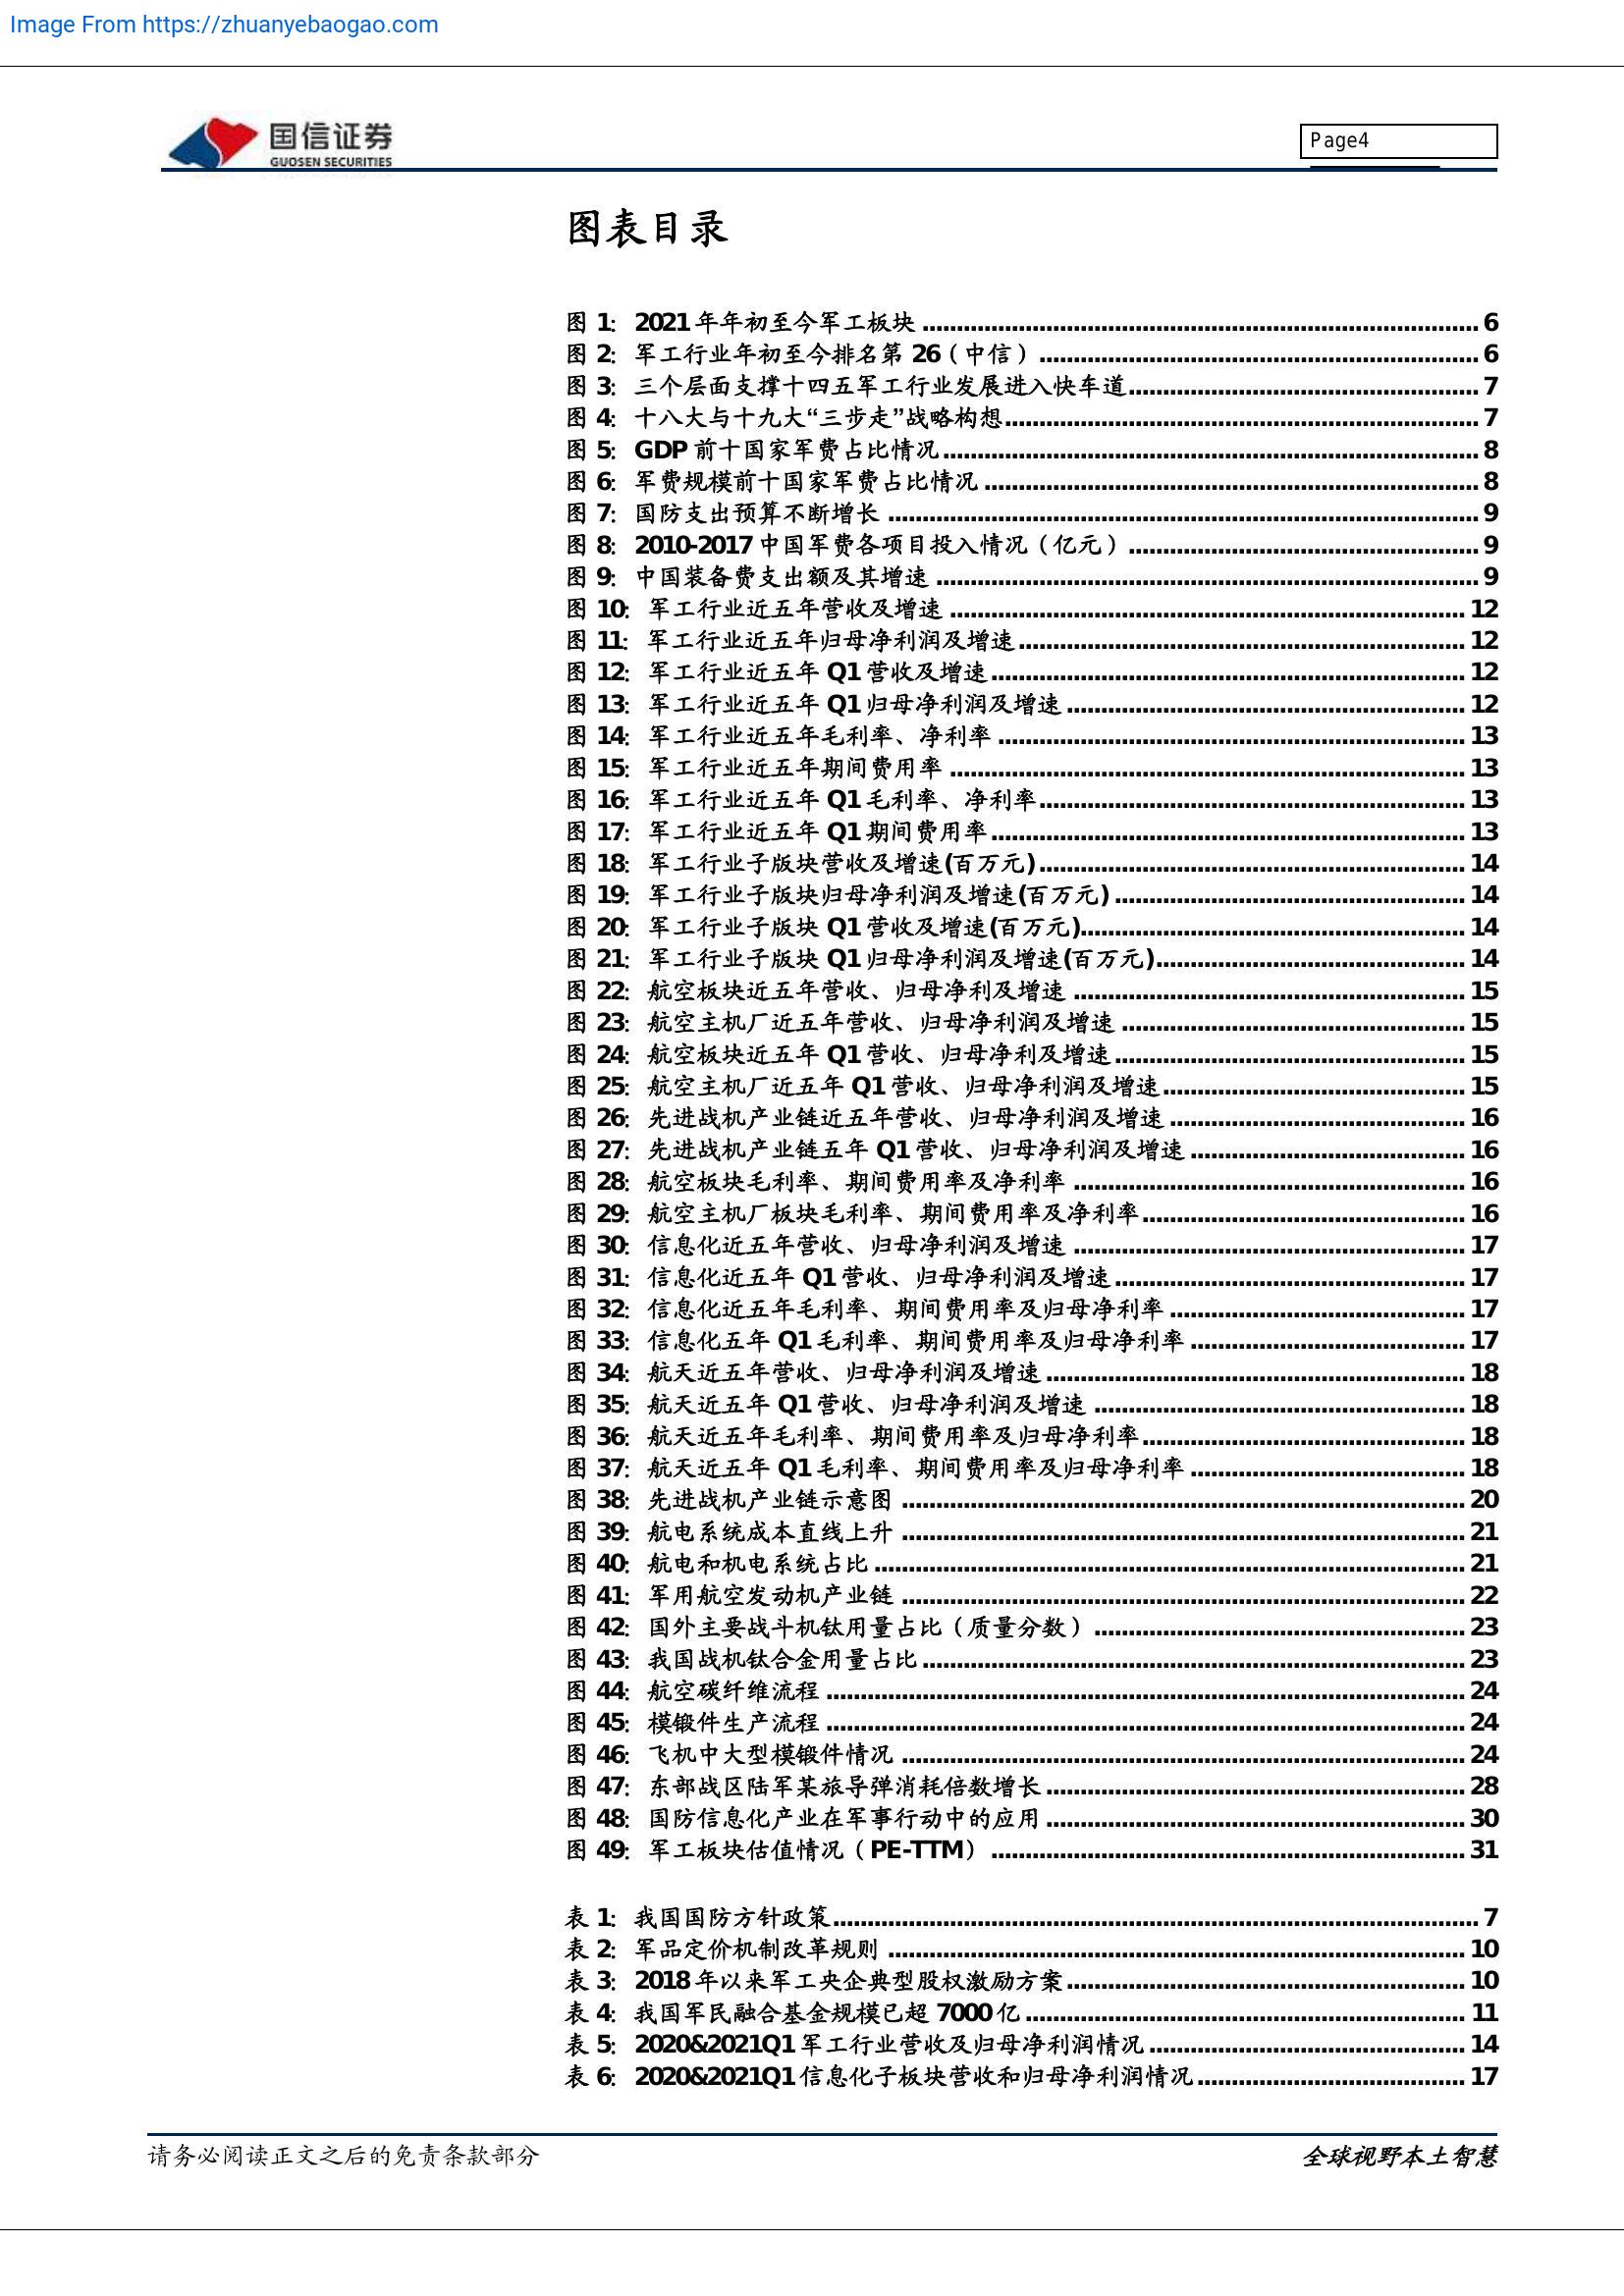 Image From https://zhuanyebaogao.com
国信证券
GUOSEN SECURITIES
Page4
图表目录
图 1: 2021年年初至今军工板块 ........ 6
图 2: 军工行业年初至今排名第 26（中信） ........ 6
图 3: 三个层面支撑十四五军工行业发展进入快车道 ........ 7
图 4: 十八大与十九大“三步走”战略构想 ........ 7
图 5: GDP 前十国家军费占比情况 ........ 8
图 6: 军费规模前十国家军费占比情况 ........ 8
图 7: 国防支出预算不断增长 ........ 9
图 8: 2010-2017 中国军费各项目投入情况（亿元） ........ 9
图 9: 中国装备费支出额及其增速 ........ 9
图 10: 军工行业近五年营收及增速 ........ 12
图 11: 军工行业近五年归母净利润及增速 ........ 12
图 12: 军工行业近五年 Q1 营收及增速 ........ 12
图 13: 军工行业近五年 Q1 归母净利润及增速 ........ 12
图 14: 军工行业近五年毛利率、净利率 ........ 13
图 15: 军工行业近五年期间费用率 ........ 13
图 16: 军工行业近五年 Q1 毛利率、净利率 ........ 13
图 17: 军工行业近五年 Q1 期间费用率 ........ 13
图 18: 军工行业子版块营收及增速(百万元) ........ 14
图 19: 军工行业子版块归母净利润及增速(百万元) ........ 14
图 20: 军工行业子版块 Q1 营收及增速(百万元) ........ 14
图 21: 军工行业子版块 Q1 归母净利润及增速(百万元) ........ 14
图 22: 航空板块近五年营收、归母净利及增速 ........ 15
图 23: 航空主机厂近五年营收、归母净利润及增速 ........ 15
图 24: 航空板块近五年 Q1 营收、归母净利及增速 ........ 15
图 25: 航空主机厂近五年 Q1 营收、归母净利润及增速 ........ 15
图 26: 先进战机产业链近五年营收、归母净利润及增速 ........ 16
图 27: 先进战机产业链五年 Q1 营收、归母净利润及增速 ........ 16
图 28: 航空板块毛利率、期间费用率及净利率 ........ 16
图 29: 航空主机厂板块毛利率、期间费用率及净利率 ........ 16
图 30: 信息化近五年营收、归母净利润及增速 ........ 17
图 31: 信息化近五年 Q1 营收、归母净利润及增速 ........ 17
图 32: 信息化近五年毛利率、期间费用率及归母净利率 ........ 17
图 33: 信息化五年 Q1 毛利率、期间费用率及归母净利率 ........ 17
图 34: 航天近五年营收、归母净利润及增速 ........ 18
图 35: 航天近五年 Q1 营收、归母净利润及增速 ........ 18
图 36: 航天近五年毛利率、期间费用率及归母净利率 ........ 18
图 37: 航天近五年 Q1 毛利率、期间费用率及归母净利率 ........ 18
图 38: 先进战机产业链示意图 ........ 20
图 39: 航电系统成本直线上升 ........ 21
图 40: 航电和机电系统占比 ........ 21
图 41: 军用航空发动机产业链 ........ 22
图 42: 国外主要战斗机钛用量占比（质量分数） ........ 23
图 43: 我国战机钛合金用量占比 ........ 23
图 44: 航空碳纤维流程 ........ 24
图 45: 模锻件生产流程 ........ 24
图 46: 飞机中大型模锻件情况 ........ 24
图 47: 东部战区陆军某旅导弹消耗倍数增长 ........ 28
图 48: 国防信息化产业在军事行动中的应用 ........ 30
图 49: 军工板块估值情况（PE-TTM） ........ 31
表 1: 我国国防方针政策 ........ 7
表 2: 军品定价机制改革规则 ........ 10
表 3: 2018年以来军工央企典型股权激励方案 ........ 10
表 4: 我国军民融合基金规模已超 7000亿 ........ 11
表 5: 2020&2021Q1 军工行业营收及归母净利润情况 ........ 14
表 6: 2020&2021Q1 信息化子板块营收和归母净利润情况 ........ 17
请务必阅读正文之后的免责条款部分
全球视野本土智慧